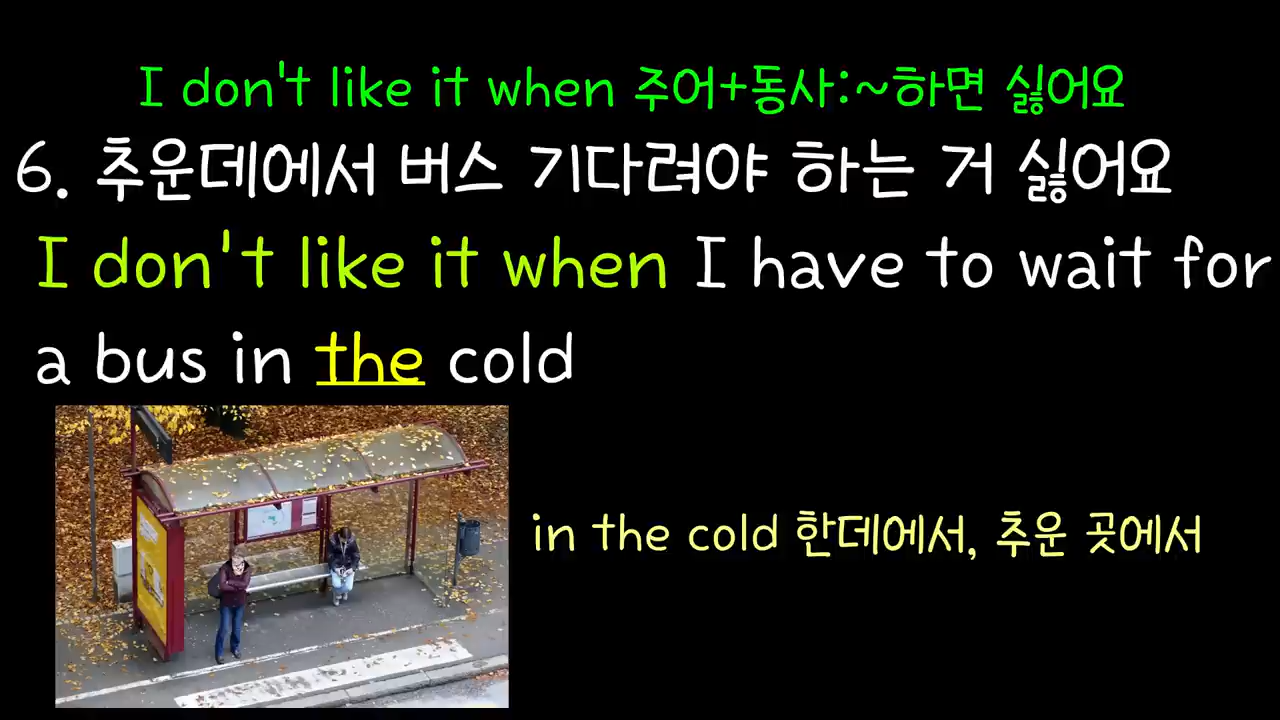 I don't like it when 주어+동사:~하면 싫어요
6. 추운데에서 버스 기다려야 하는 거 싫어요
I don't like it when I have to wait for
a bus in the cold
in the cold 한데에서, 추운 곳에서